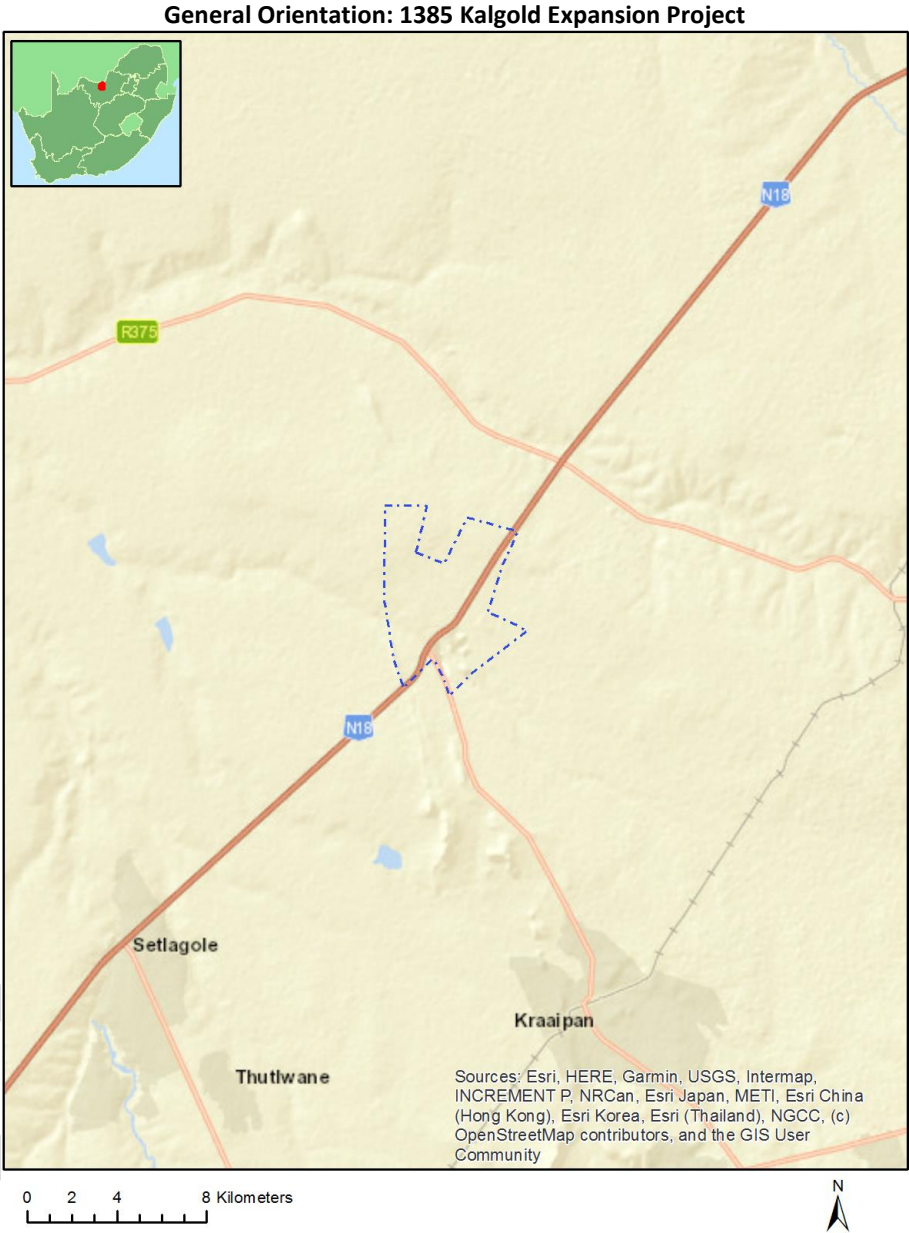 General Orientation: 1385 Kalgold Expansion Project
N18
R375
N18
Setlagole
Kraaipan
Thutlwane
Sources: Esri, HERE, Garmin, USGS, Intermap,
INCREMENT P, NRCan, Esri Japan, METI, Esri China
(Hong Kong), Esri Korea, Esri (Thailand), NGCC, (c)
OpenStreetMap contributors, and the GIS User
Community
0 2 4 8 Kilometers
N